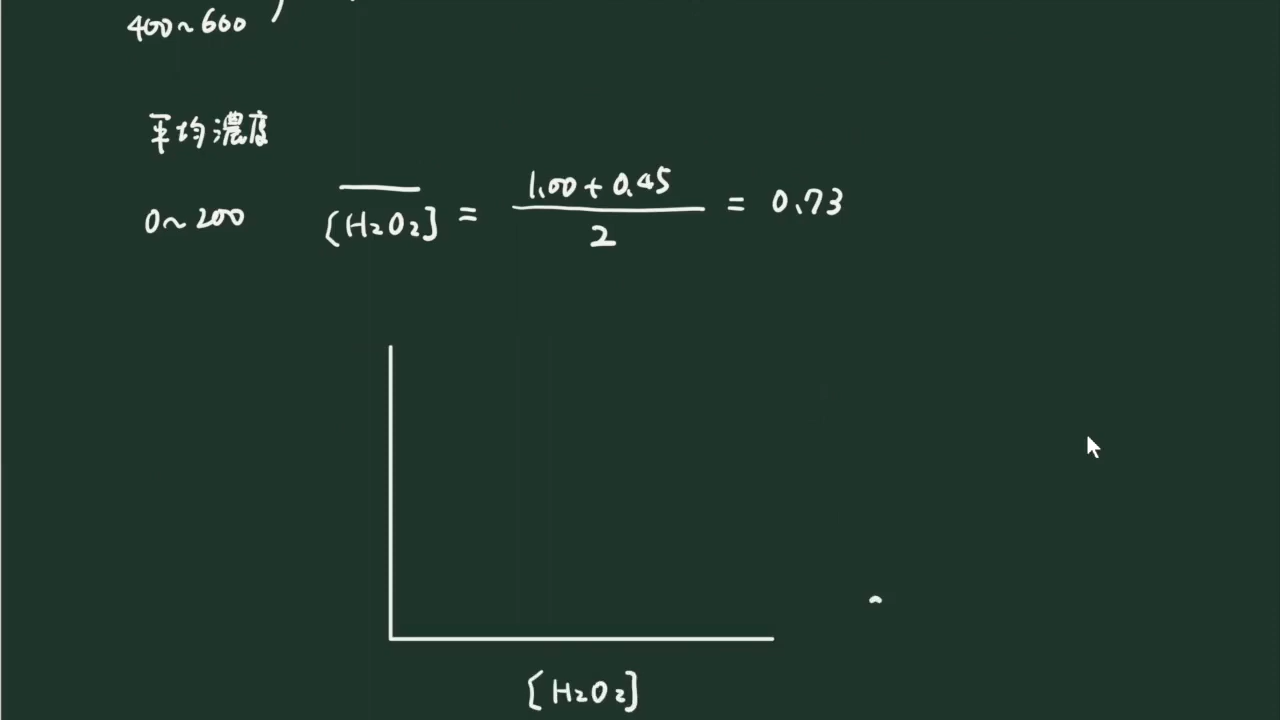 400~600
平均濃度
0~200 [H₂O₂] = (1.00 + 0.45) / 2 = 0.73
[H₂O₂]